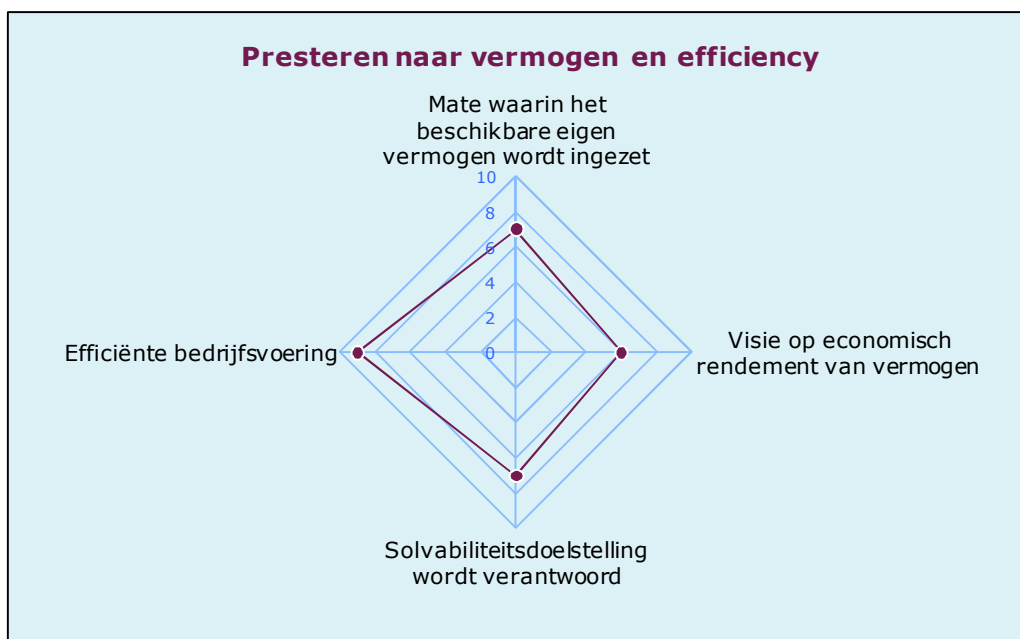 Presteren naar vermogen en efficiency
Mate waarin het
beschikbare eigen
vermogen wordt ingezet
10
8
6
4
2
0
Efficiënte bedrijfsvoering
Visie op economisch
rendement van vermogen
Solvabiliteitsdoelstelling
wordt verantwoord